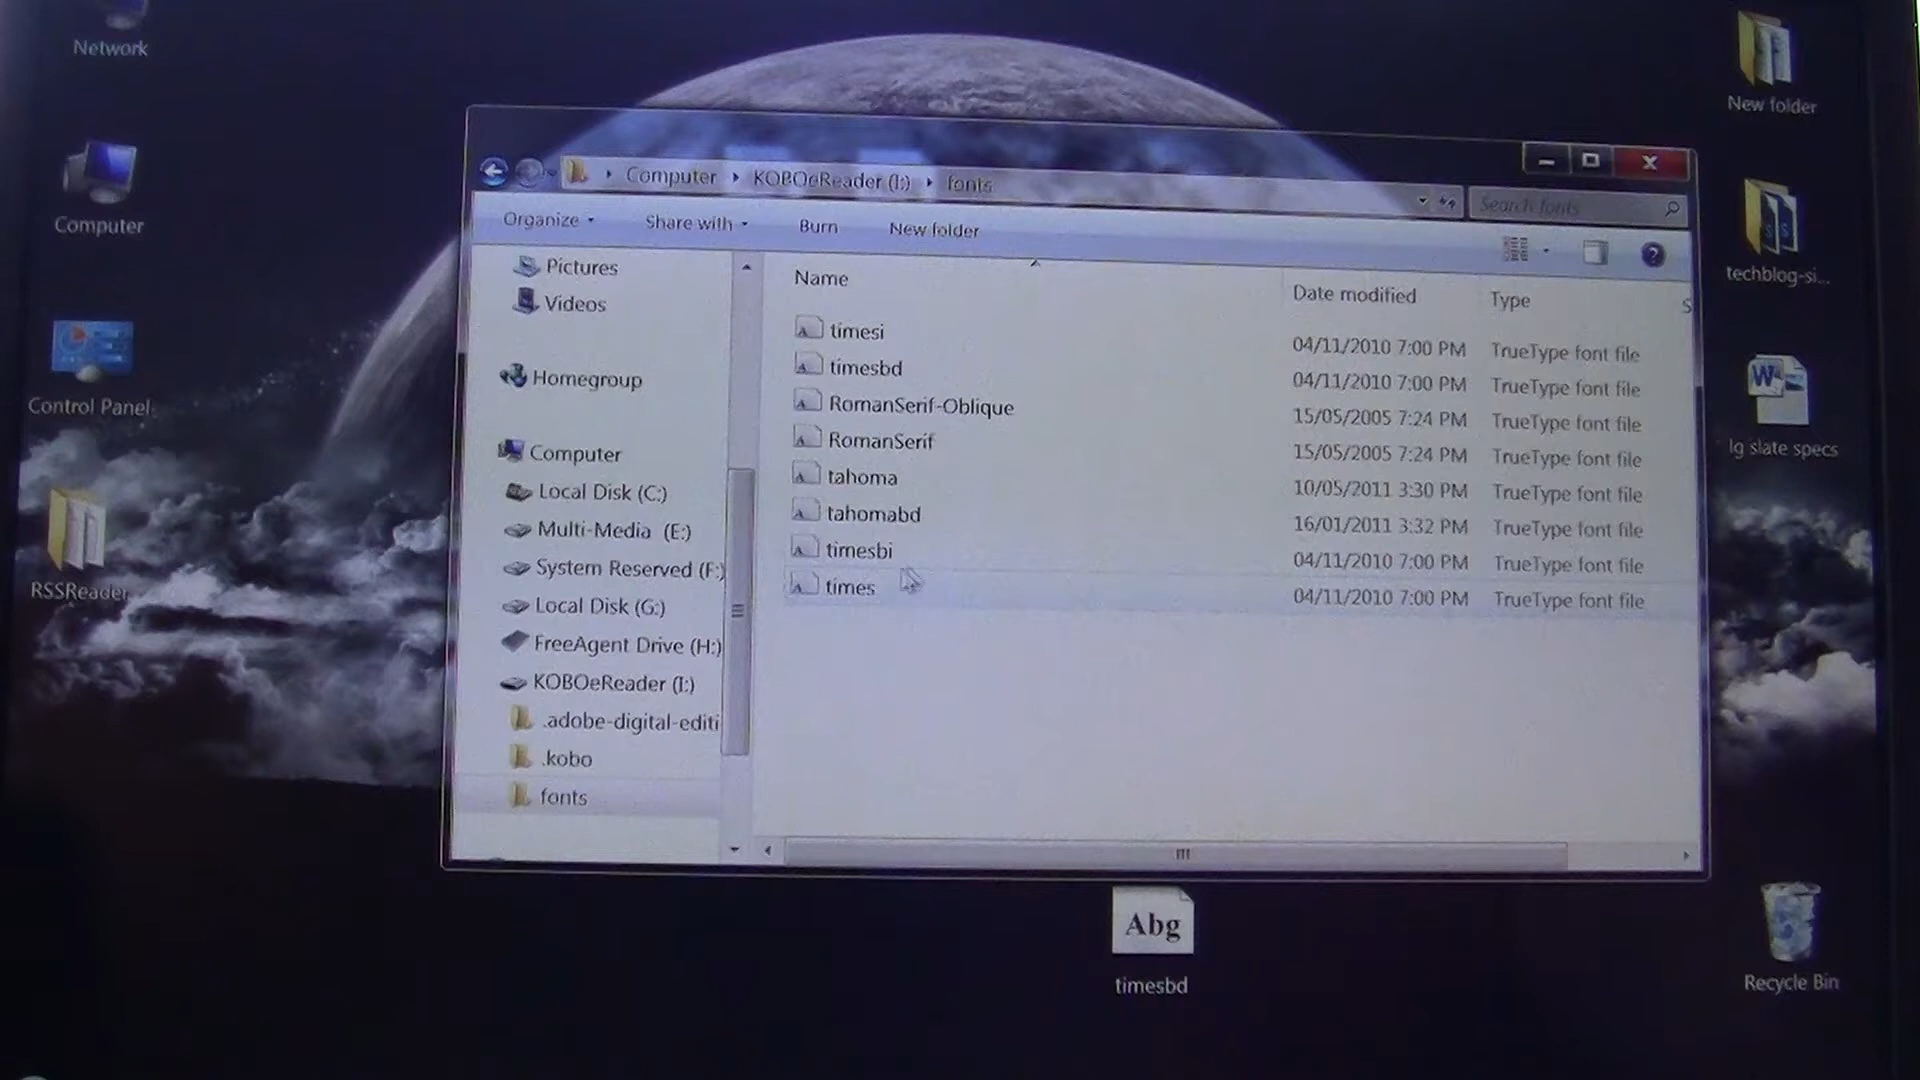 Network
Computer
Control Panel
RSSReader
Computer ▸ KOBOeReader (I:) ▸ fonts
Search fonts
Organize
Share with
Burn
New folder
Pictures
Videos
Homegroup
Computer
Local Disk (C:)
Multi-Media (E:)
System Reserved (F:)
Local Disk (G:)
FreeAgent Drive (H:)
KOBOeReader (I:)
.adobe-digital-editi
.kobo
fonts
Name Date modified Type S
timesi 04/11/2010 7:00 PM TrueType font file
timesbd 04/11/2010 7:00 PM TrueType font file
RomanSerif-Oblique 15/05/2005 7:24 PM TrueType font file
RomanSerif 15/05/2005 7:24 PM TrueType font file
tahoma 10/05/2011 3:30 PM TrueType font file
tahomabd 16/01/2011 3:32 PM TrueType font file
timesbi 04/11/2010 7:00 PM TrueType font file
times 04/11/2010 7:00 PM TrueType font file
Abg
timesbd
New folder
techblog-si...
lg slate specs
Recycle Bin